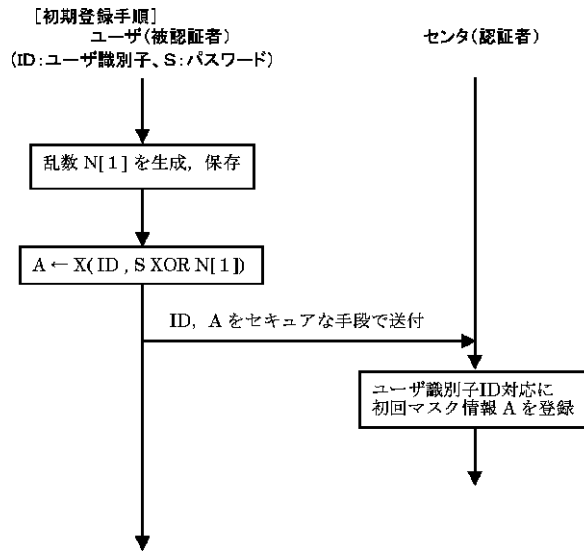 [初期登録手順]
ユーザ(被認証者)
(ID:ユーザ識別子、S:パスワード)
センタ(認証者)
乱数 N[1] を生成，保存
A ← X( ID , S XOR N[1])
ID，A をセキュアな手段で送付
ユーザ識別子ID対応に
初回マスク情報 A を登録